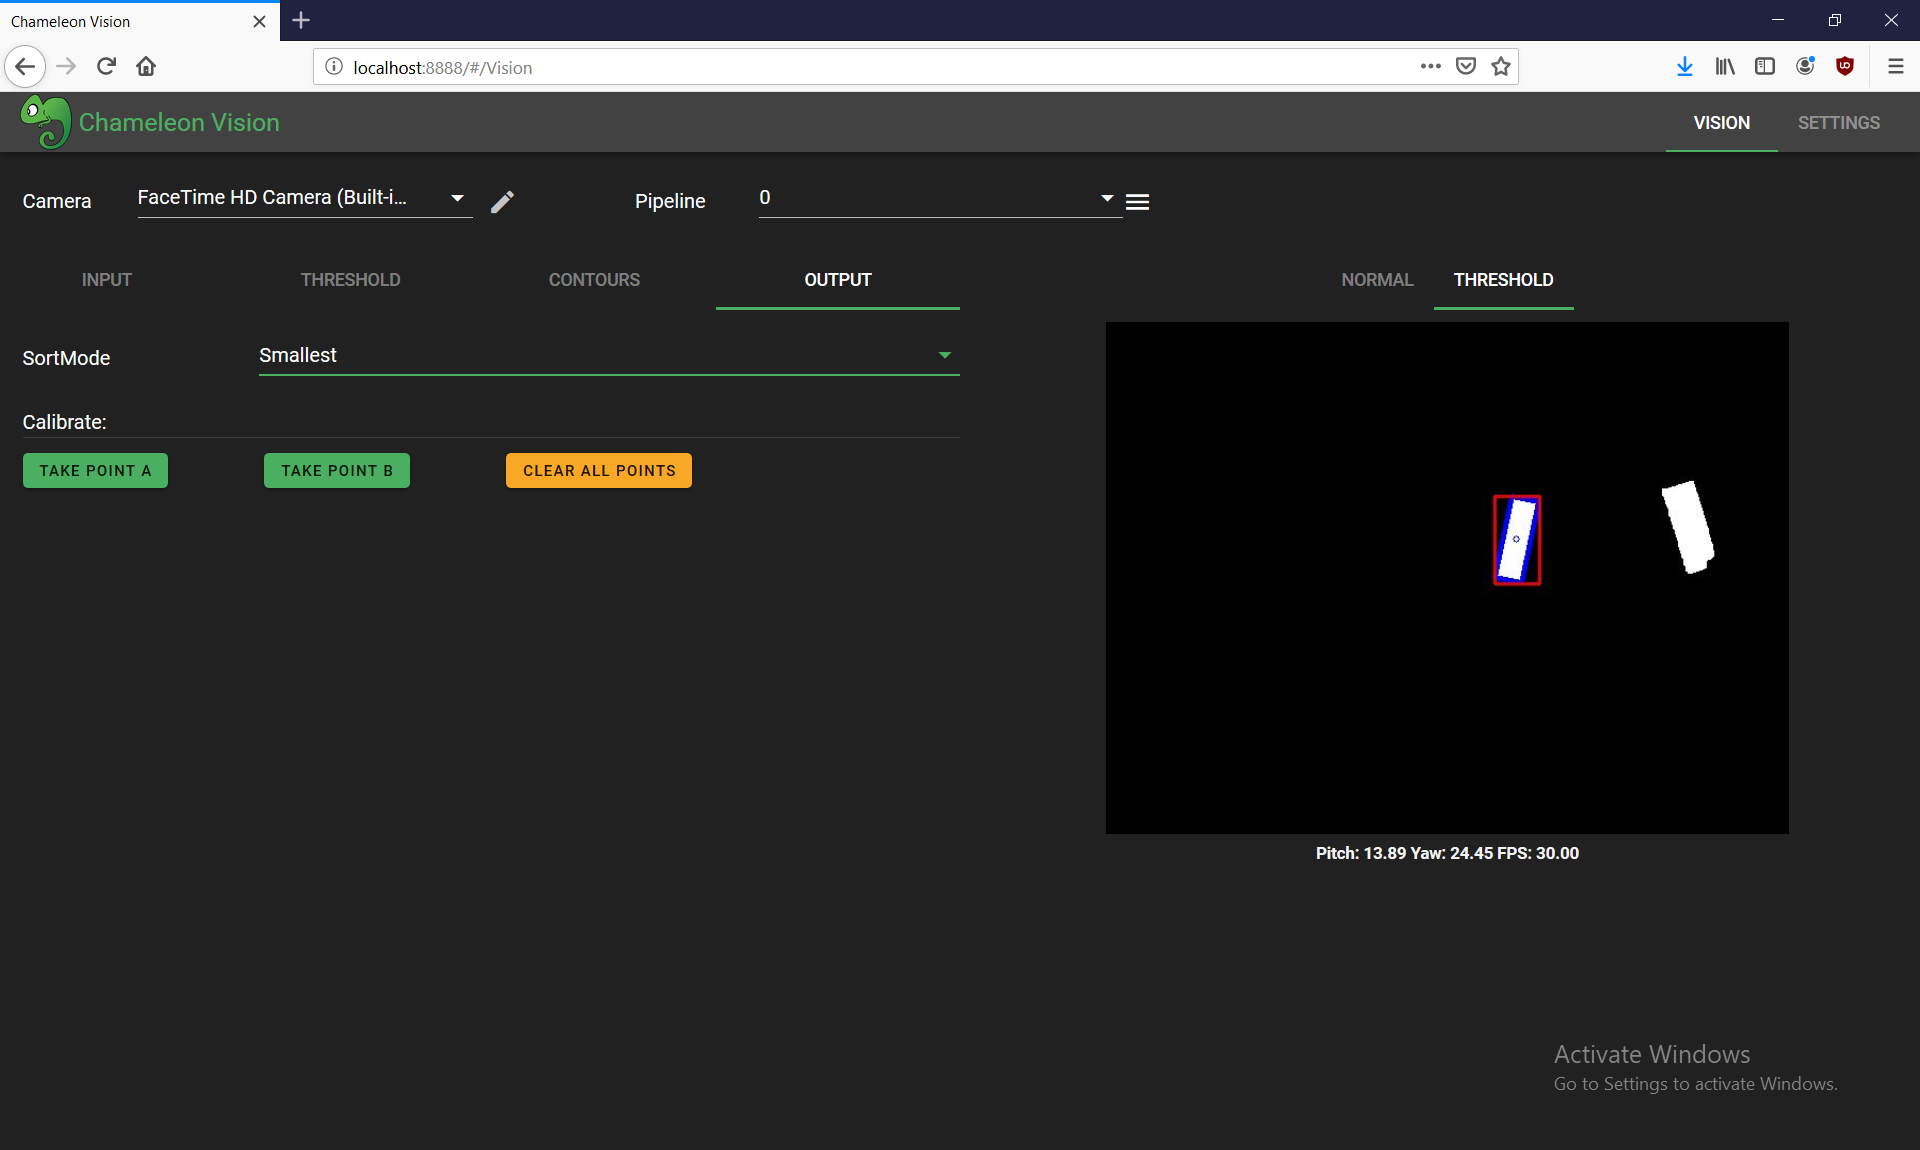 Chameleon Vision
localhost:8888/#/Vision
Chameleon Vision
VISION SETTINGS
Camera FaceTime HD Camera (Built-i... Pipeline 0
INPUT THRESHOLD CONTOURS OUTPUT NORMAL THRESHOLD
SortMode Smallest
Calibrate:
TAKE POINT A TAKE POINT B CLEAR ALL POINTS
Pitch: 13.89 Yaw: 24.45 FPS: 30.00
Activate Windows
Go to Settings to activate Windows.